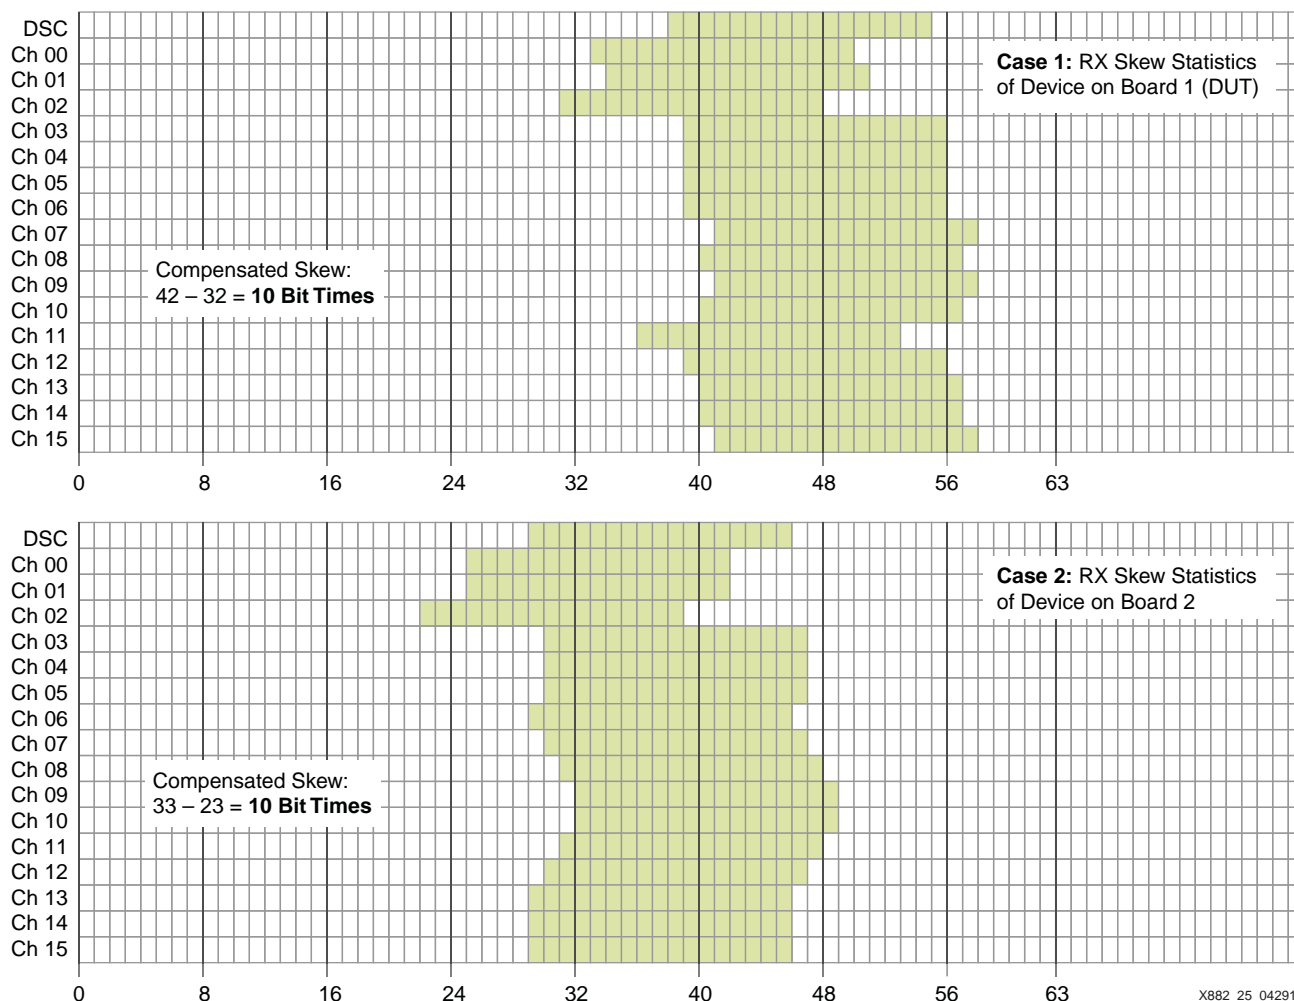 DSC
Ch 00
Ch 01
Ch 02
Ch 03
Ch 04
Ch 05
Ch 06
Ch 07
Ch 08
Ch 09
Ch 10
Ch 11
Ch 12
Ch 13
Ch 14
Ch 15
Case 1: RX Skew Statistics
of Device on Board 1 (DUT)
Compensated Skew:
42 – 32 = 10 Bit Times
0 8 16 24 32 40 48 56 63
DSC
Ch 00
Ch 01
Ch 02
Ch 03
Ch 04
Ch 05
Ch 06
Ch 07
Ch 08
Ch 09
Ch 10
Ch 11
Ch 12
Ch 13
Ch 14
Ch 15
Case 2: RX Skew Statistics
of Device on Board 2
Compensated Skew:
33 – 23 = 10 Bit Times
0 8 16 24 32 40 48 56 63
X882_25_04291